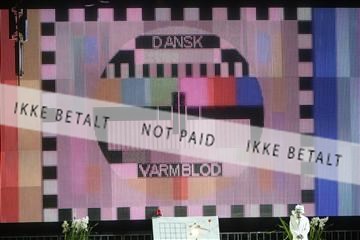 DANSK
IKKE BETALT
NOT PAID
IKKE BETALT
VARMBLOD